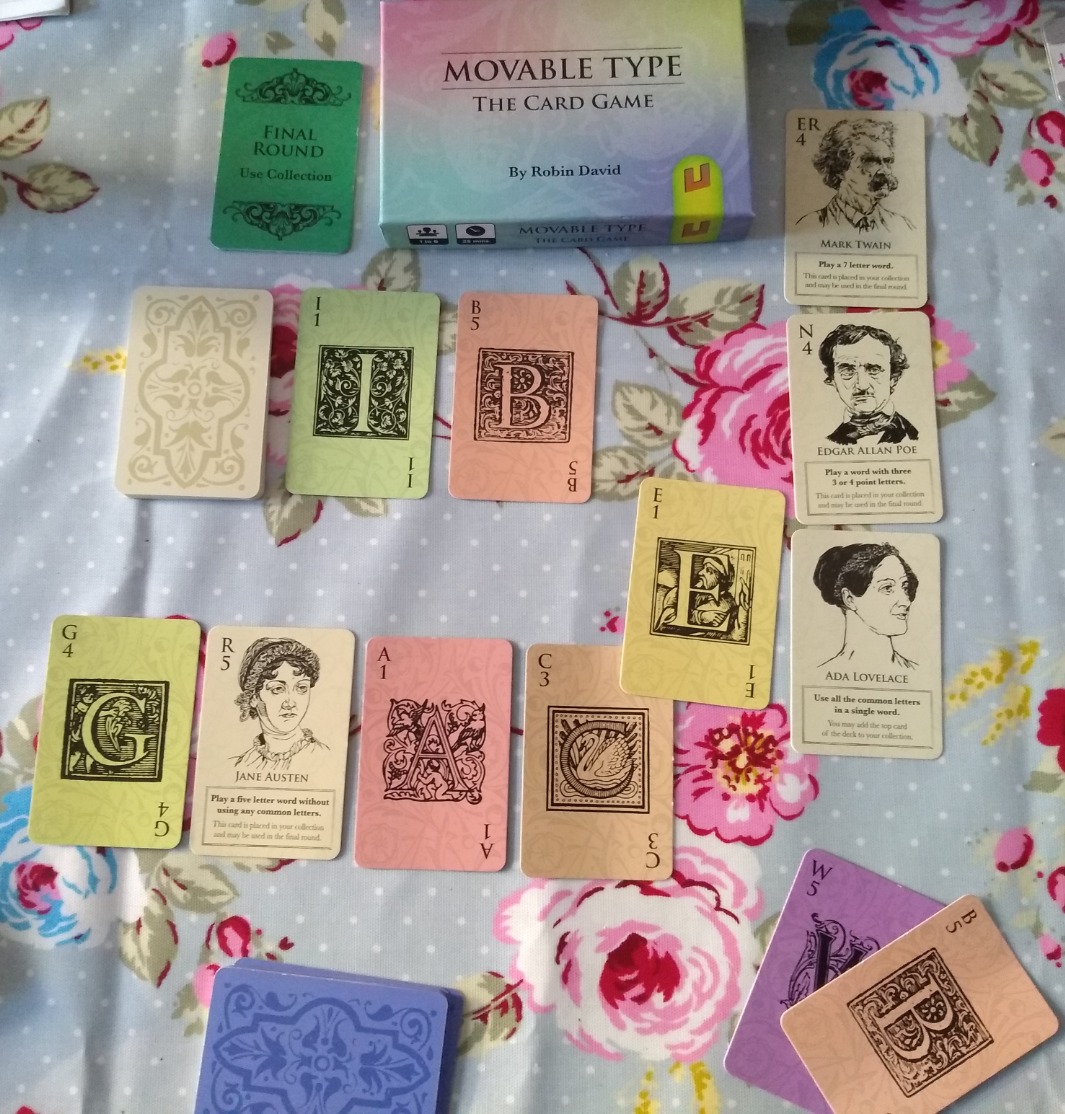 MOVABLE TYPE
THE CARD GAME
By Robin David
1 to 6
25 mins
MOVABLE TYPE
THE CARD GAME
FINAL
ROUND
Use Collection
ER
4
MARK TWAIN
Play a 7 letter word.
This card is placed in your collection
and may be used in the final round.
I
1
I
I
1
B
5
B
B
5
N
4
EDGAR ALLAN POE
Play a word with three
3 or 4 point letters.
This card is placed in your collection
and may be used in the final round.
E
1
E
E
1
ADA LOVELACE
Use all the common letters
in a single word.
You may add the top card
of the deck to your collection.
G
4
G
G
4
R
5
JANE AUSTEN
Play a five letter word without
using any common letters.
This card is placed in your collection
and may be used in the final round.
A
1
A
A
1
C
3
C
C
3
W
5
B
5
B